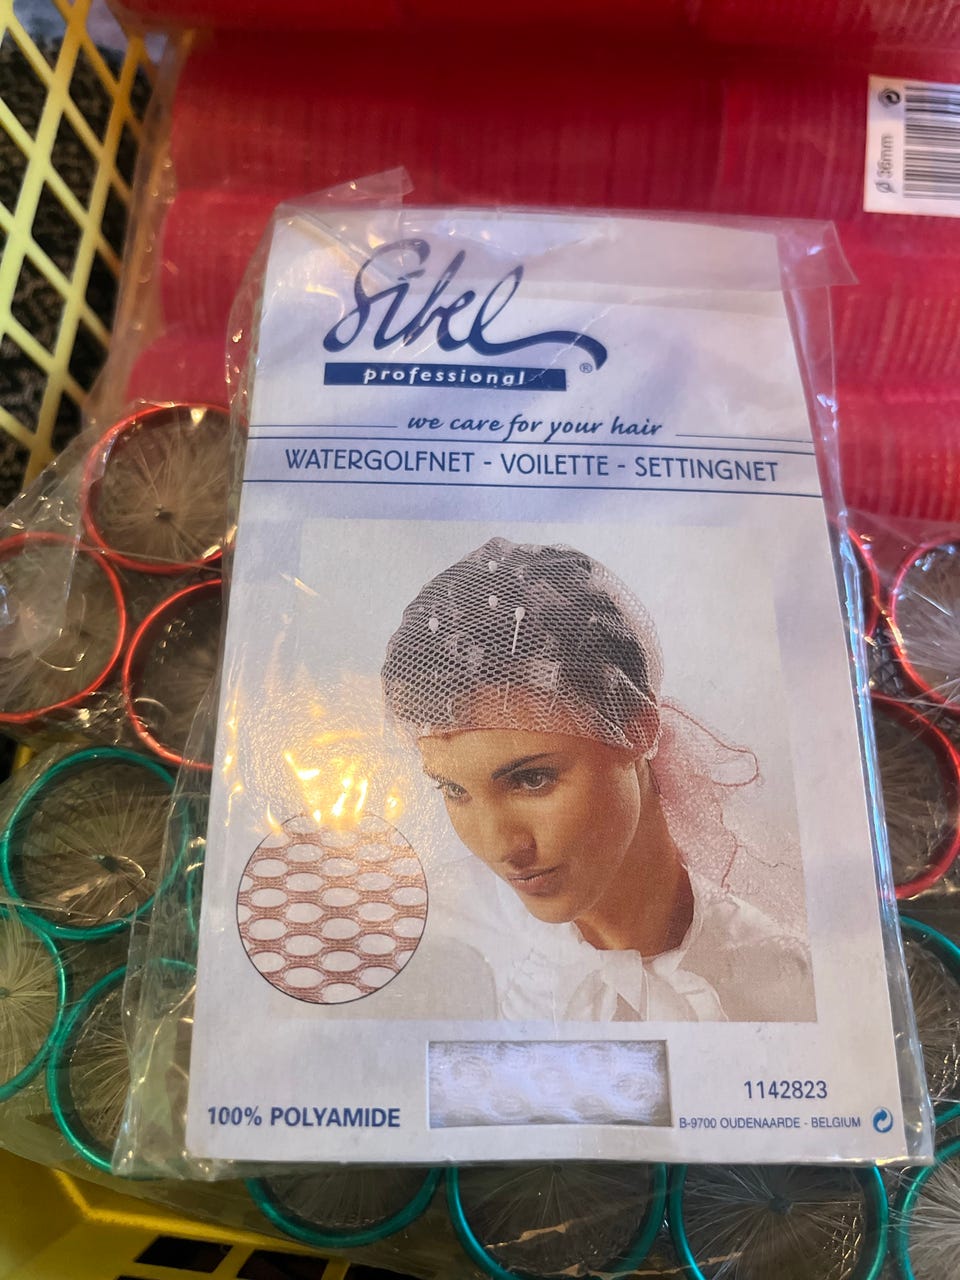 Sibel
®
professional
we care for your hair
WATERGOLFNET - VOILETTE - SETTINGNET
100% POLYAMIDE
1142823
B-9700 OUDENAARDE - BELGIUM
Ø 36mm